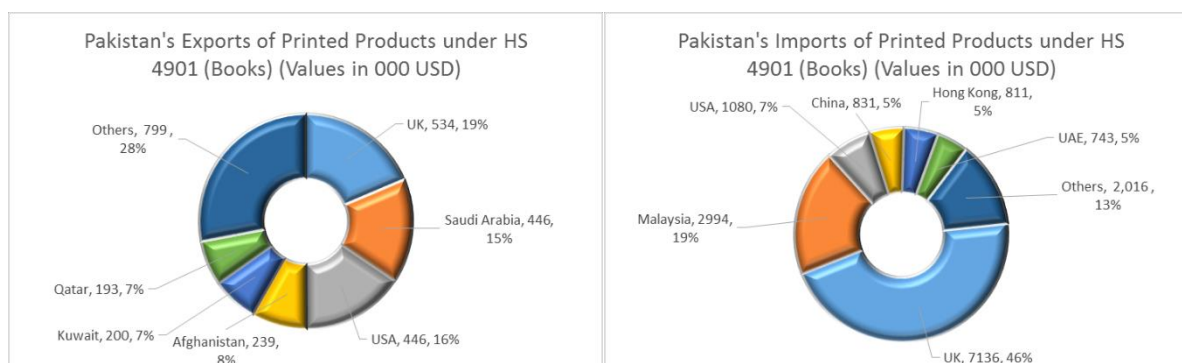 Pakistan's Exports of Printed Products under HS
4901 (Books) (Values in 000 USD)
UK, 534, 19%
Saudi Arabia, 446,
15%
USA, 446, 16%
Afghanistan, 239,
8%
Kuwait, 200, 7%
Qatar, 193, 7%
Others, 799,
28%
Pakistan's Imports of Printed Products under HS
4901 (Books) (Values in 000 USD)
Hong Kong, 811,
5%
UAE, 743, 5%
Others, 2,016,
13%
UK, 7136, 46%
Malaysia, 2994,
19%
USA, 1080, 7%
China, 831, 5%